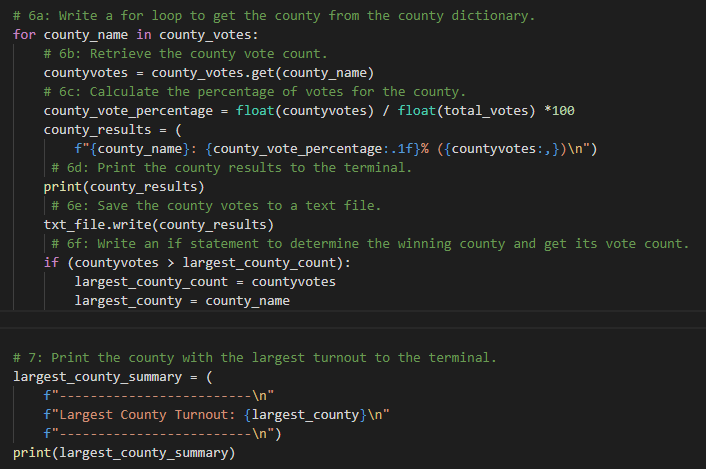 # 6a: Write a for loop to get the county from the county dictionary.
for county_name in county_votes:
    # 6b: Retrieve the county vote count.
    countyvotes = county_votes.get(county_name)
    # 6c: Calculate the percentage of votes for the county.
    county_vote_percentage = float(countyvotes) / float(total_votes) *100
    county_results = (
        f"{county_name}: {county_vote_percentage:.1f}% ({countyvotes:,})\n")
     # 6d: Print the county results to the terminal.
    print(county_results)
     # 6e: Save the county votes to a text file.
    txt_file.write(county_results)
     # 6f: Write an if statement to determine the winning county and get its vote count.
    if (countyvotes > largest_county_count):
        largest_county_count = countyvotes
        largest_county = county_name
# 7: Print the county with the largest turnout to the terminal.
largest_county_summary = (
    f"-------------------------\n"
    f"Largest County Turnout: {largest_county}\n"
    f"-------------------------\n")
print(largest_county_summary)